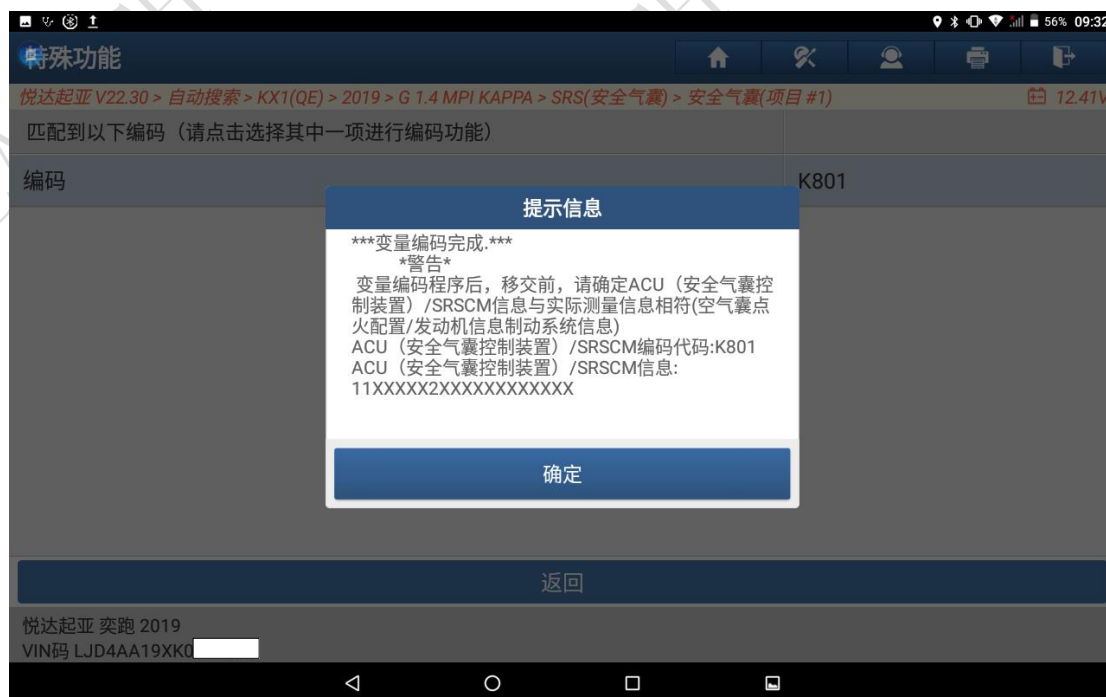 56% 09:32
特殊功能
悦达起亚 V22.30 > 自动搜索 > KX1(QE) > 2019 > G 1.4 MPI KAPPA > SRS(安全气囊) > 安全气囊(项目 #1) 12.41V
匹配到以下编码（请点击选择其中一项进行编码功能）
编码 K801
提示信息
***变量编码完成.***
*警告*
变量编码程序后，移交前，请确定ACU（安全气囊控
制装置）/SRSCM信息与实际测量信息相符(空气囊点
火配置/发动机信息制动系统信息)
ACU（安全气囊控制装置）/SRSCM编码代码:K801
ACU（安全气囊控制装置）/SRSCM信息:
11XXXXX2XXXXXXXXXXXX
确定
返回
悦达起亚 奕跑 2019
VIN码 LJD4AA19XK0